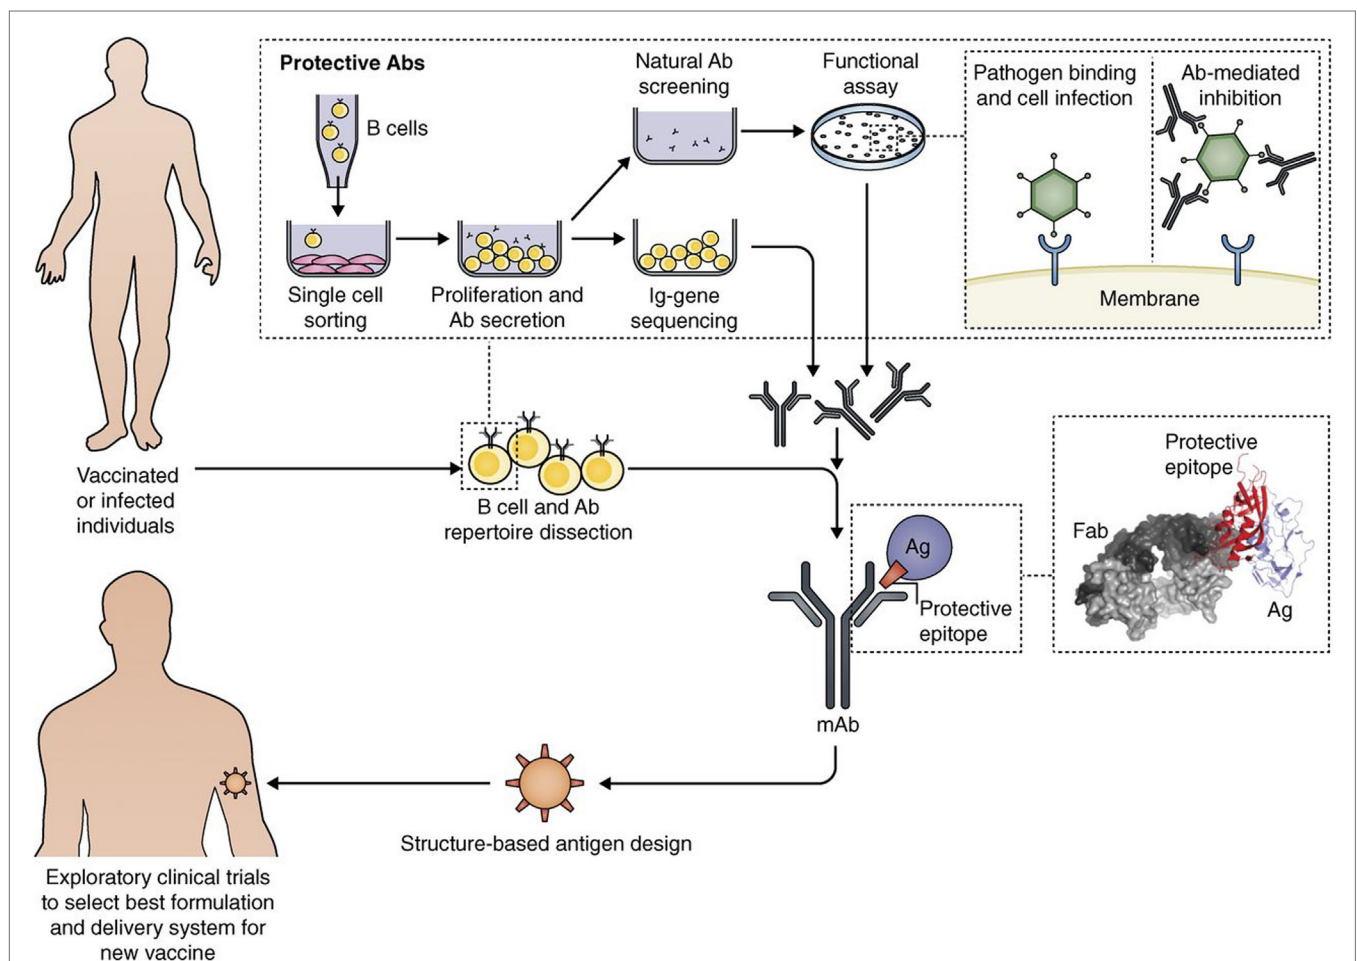 Protective Abs
B cells
Natural Ab
screening
Functional
assay
Pathogen binding
and cell infection
Ab-mediated
inhibition
Single cell
sorting
Proliferation and
Ab secretion
Ig-gene
sequencing
Membrane
Vaccinated
or infected
individuals
B cell and Ab
repertoire dissection
Ag
Protective
epitope
Protective
epitope
Fab
Ag
mAb
Structure-based antigen design
Exploratory clinical trials
to select best formulation
and delivery system for
new vaccine